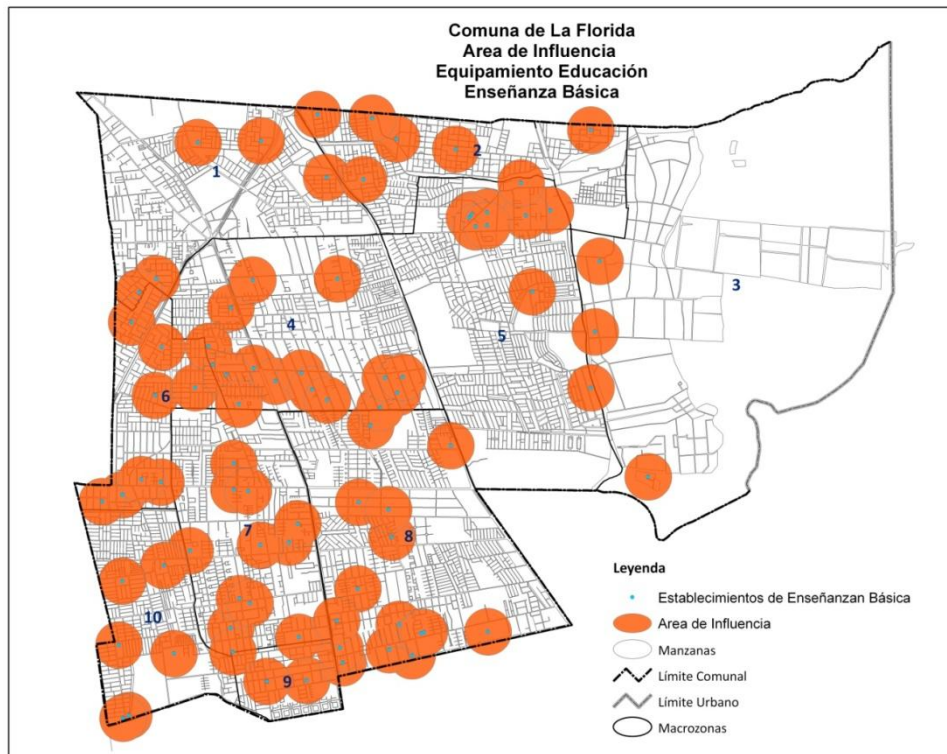 Comuna de La Florida
Area de Influencia
Equipamiento Educación
Enseñanza Básica
2
1
3
4
5
6
7
8
10
9
Leyenda
Establecimientos de Enseñanzan Básica
Area de Influencia
Manzanas
Límite Comunal
Límite Urbano
Macrozonas